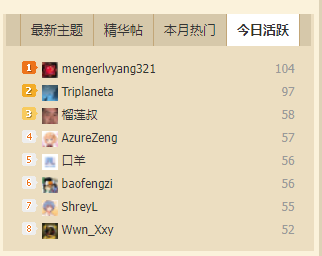 最新主题 精华帖 本月热门 今日活跃
1 mengerlvyang321 104
2 Triplaneta 97
3 榴莲叔 58
4 AzureZeng 57
5 口羊 56
6 baofengzi 56
7 ShreyL 55
8 Wwn_Xxy 52